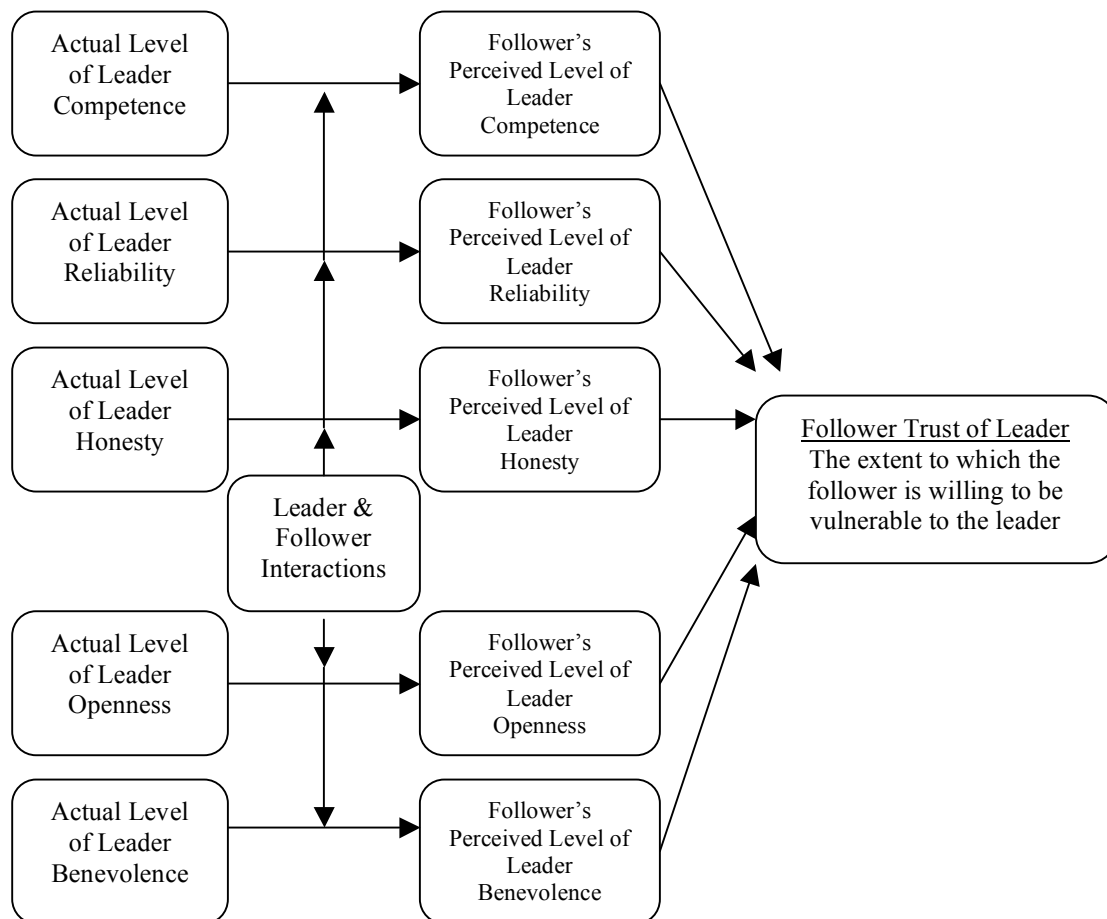 Actual Level
of Leader
Competence
Follower's
Perceived Level of
Leader
Competence
Actual Level
of Leader
Reliability
Follower's
Perceived Level of
Leader
Reliability
Actual Level
of Leader
Honesty
Follower's
Perceived Level of
Leader
Honesty
Leader &
Follower
Interactions
Follower Trust of Leader
The extent to which the
follower is willing to be
vulnerable to the leader
Actual Level
of Leader
Openness
Follower's
Perceived Level of
Leader
Openness
Actual Level
of Leader
Benevolence
Follower's
Perceived Level of
Leader
Benevolence